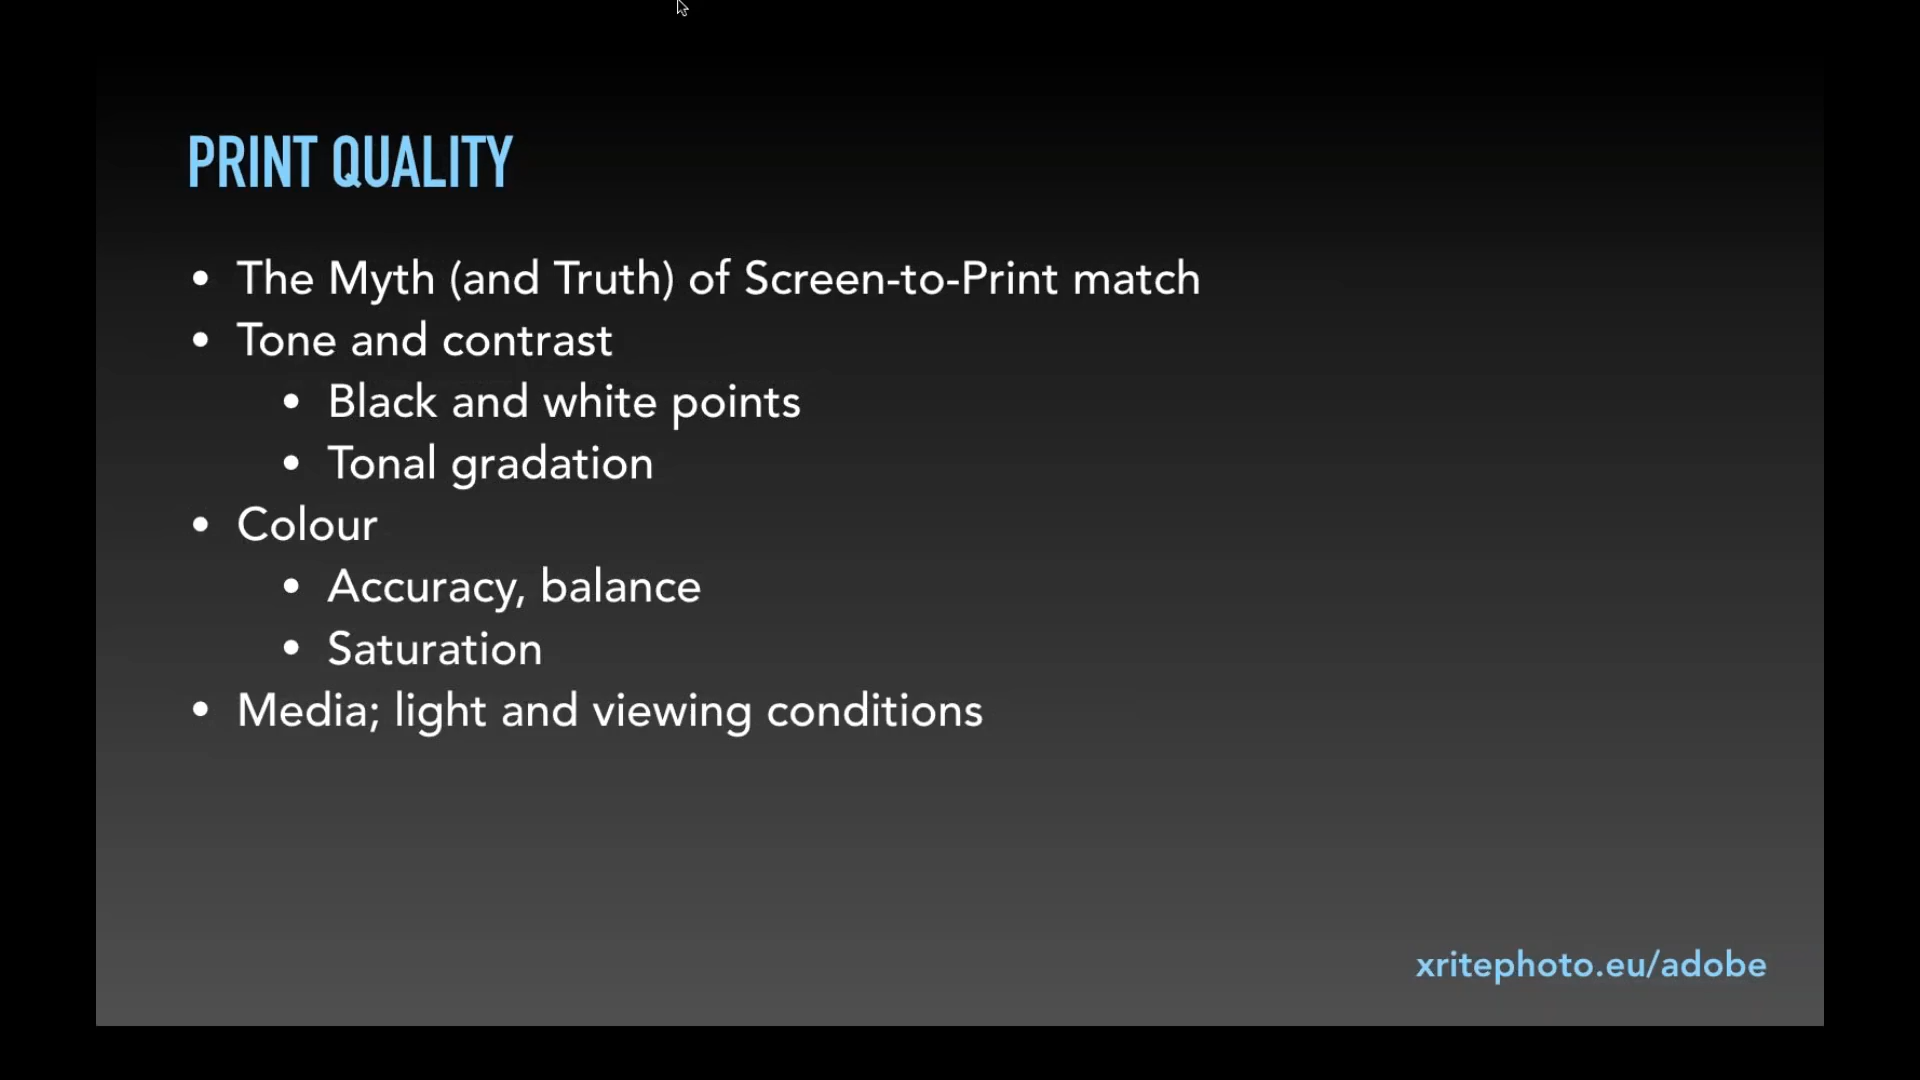 PRINT QUALITY
• The Myth (and Truth) of Screen-to-Print match
• Tone and contrast
• Black and white points
• Tonal gradation
• Colour
• Accuracy, balance
• Saturation
• Media; light and viewing conditions
xritephoto.eu/adobe